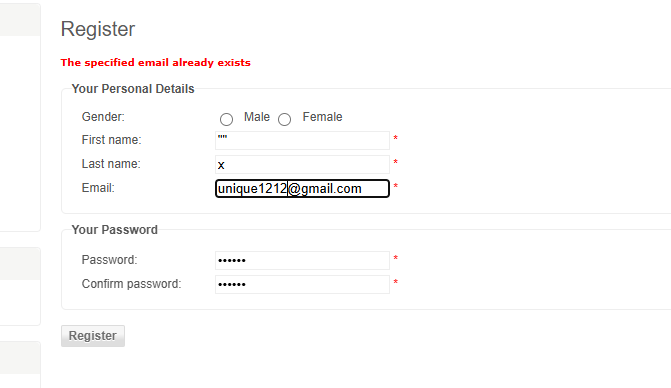 Register
The specified email already exists
Your Personal Details
Gender: Male Female
First name: "" *
Last name: x *
Email: unique1212@gmail.com *
Your Password
Password: •••••• *
Confirm password: •••••• *
Register